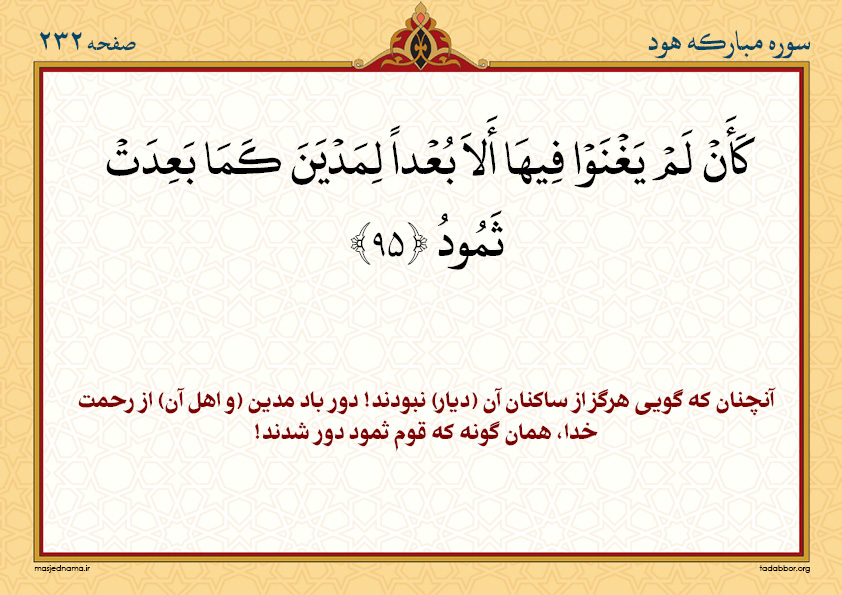 سوره مبارکه هود
صفحه ۲۳۲
كَأَنْ لَمْ يَغْنَوْا فِيهَا أَلاَ بُعْداً لِمَدْيَنَ كَمَا بَعِدَتْ
ثَمُودُ ﴿۹۵﴾
آنچنان که گویی هرگز از ساکنان آن (دیار) نبودند! دور باد مدین (و اهل آن) از رحمت
خدا، همان گونه که قوم ثمود دور شدند!
masjednama.ir
tadabbor.org